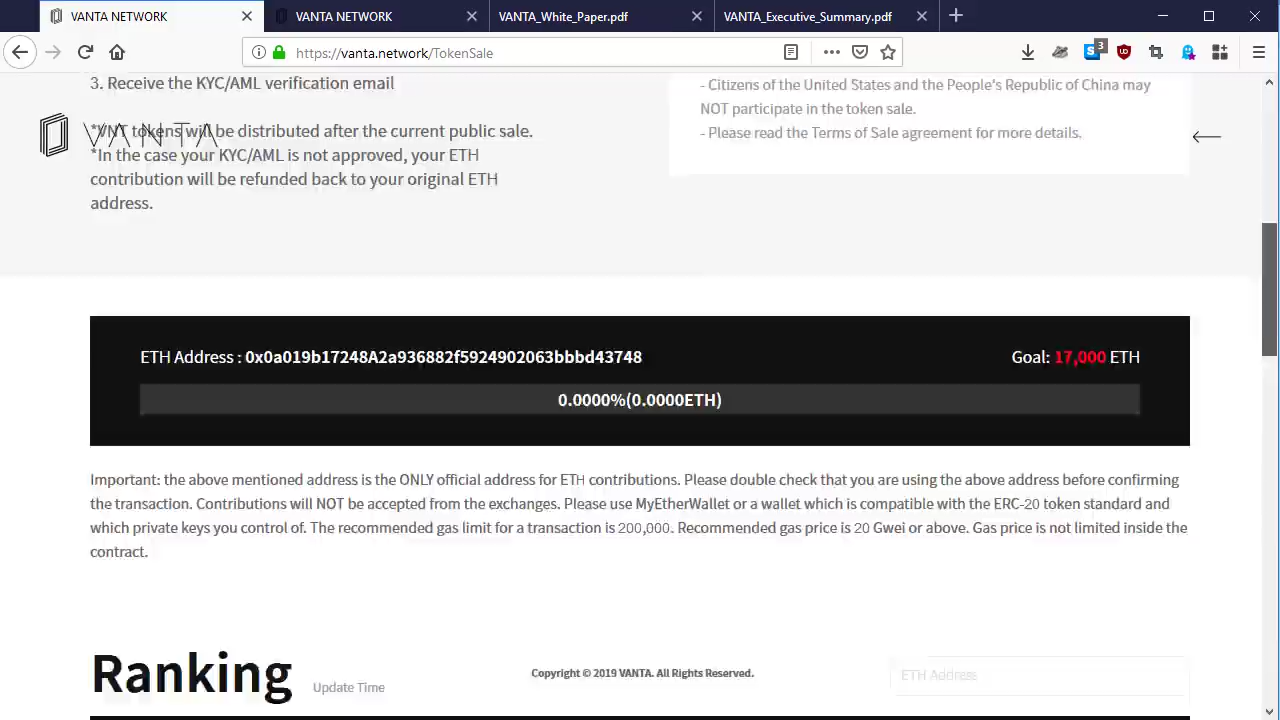 VANTA NETWORK
VANTA NETWORK
VANTA_White_Paper.pdf
VANTA_Executive_Summary.pdf
https://vanta.network/TokenSale
3
3. Receive the KYC/AML verification email
- Citizens of the United States and the People's Republic of China may
NOT participate in the token sale.
- Please read the Terms of Sale agreement for more details.
VANTA
*VNT tokens will be distributed after the current public sale.
*In the case your KYC/AML is not approved, your ETH
contribution will be refunded back to your original ETH
address.
ETH Address : 0x0a019b17248A2a936882f5924902063bbbd43748
Goal: 17,000 ETH
0.0000%(0.0000ETH)
Important: the above mentioned address is the ONLY official address for ETH contributions. Please double check that you are using the above address before confirming
the transaction. Contributions will NOT be accepted from the exchanges. Please use MyEtherWallet or a wallet which is compatible with the ERC-20 token standard and
which private keys you control of. The recommended gas limit for a transaction is 200,000. Recommended gas price is 20 Gwei or above. Gas price is not limited inside the
contract.
Ranking
Update Time
Copyright © 2019 VANTA. All Rights Reserved.
ETH Address